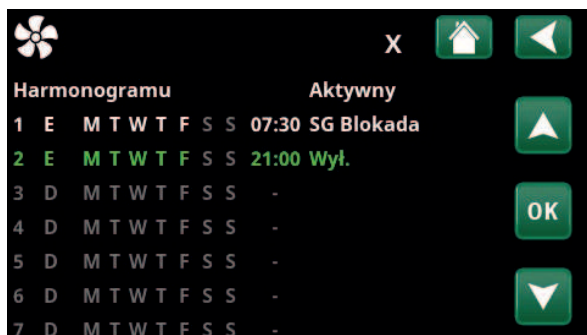 X
Harmonogramu Aktywny
1 E M T W T F S S 07:30 SG Blokada
2 E M T W T F S S 21:00 Wył.
3 D M T W T F S S -
4 D M T W T F S S -
OK
5 D M T W T F S S -
6 D M T W T F S S -
7 D M T W T F S S -